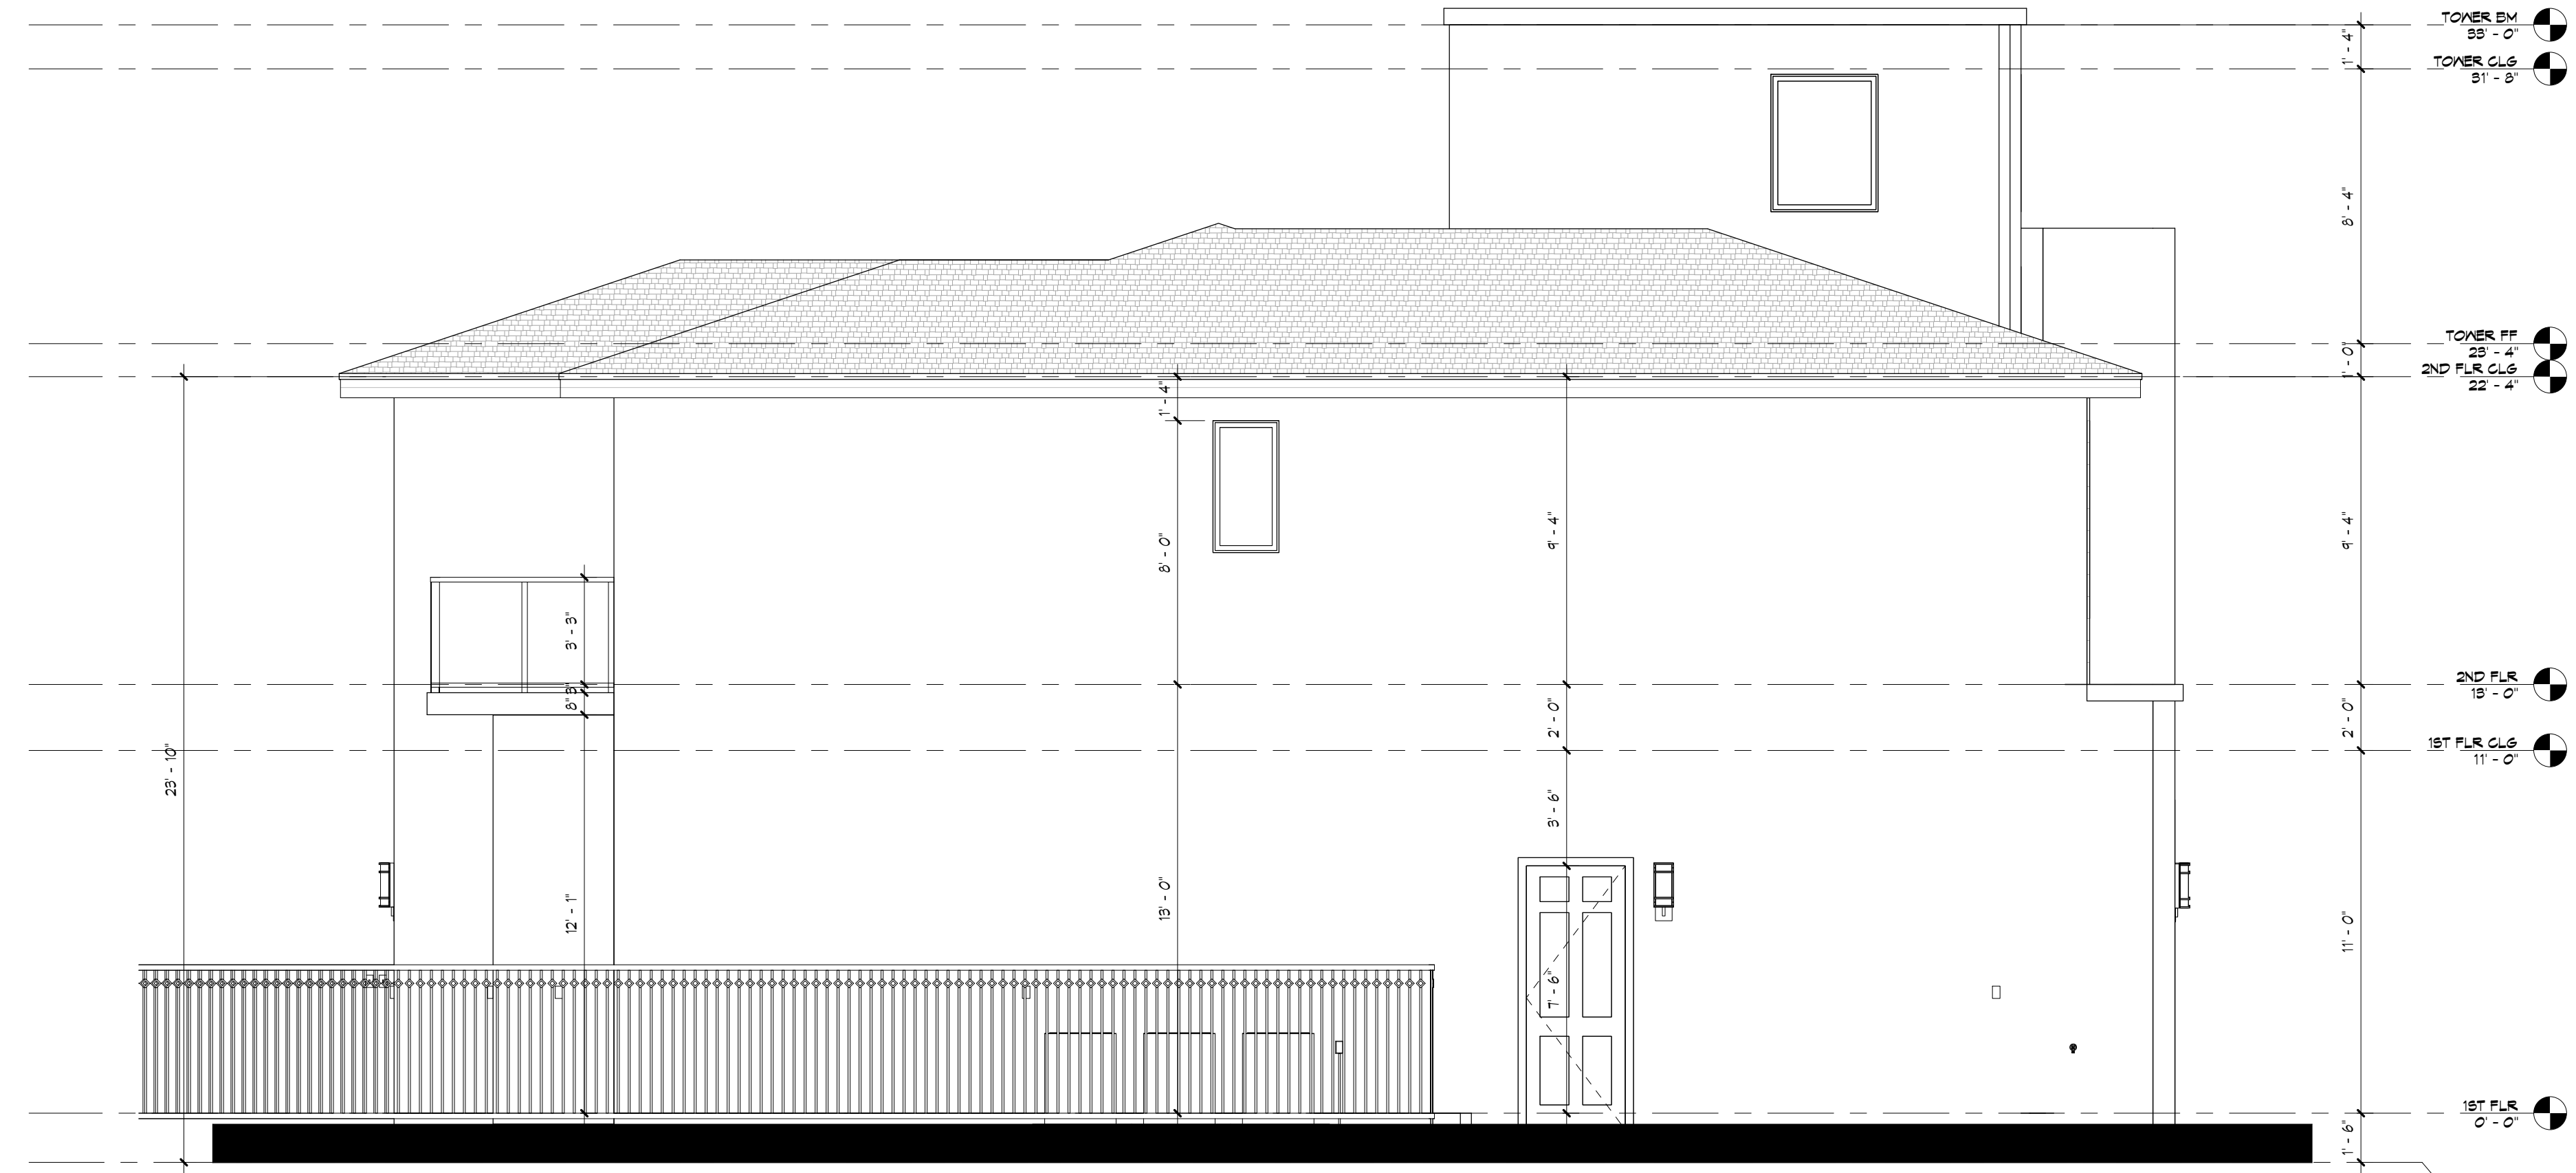 TOWER BM
33' - 0"
1' - 4"
TOWER CLG
31' - 8"
8' - 4"
TOWER FF
23' - 4"
1' - 0"
2ND FLR CLG
22' - 4"
1' - 4"
8' - 0"
9' - 4"
9' - 4"
3' - 3"
3"
8"
2ND FLR
13' - 0"
2' - 0"
2' - 0"
1ST FLR CLG
11' - 0"
23' - 10"
3' - 6"
12' - 1"
13' - 0"
11' - 0"
7' - 6"
1ST FLR
0' - 0"
1' - 6"